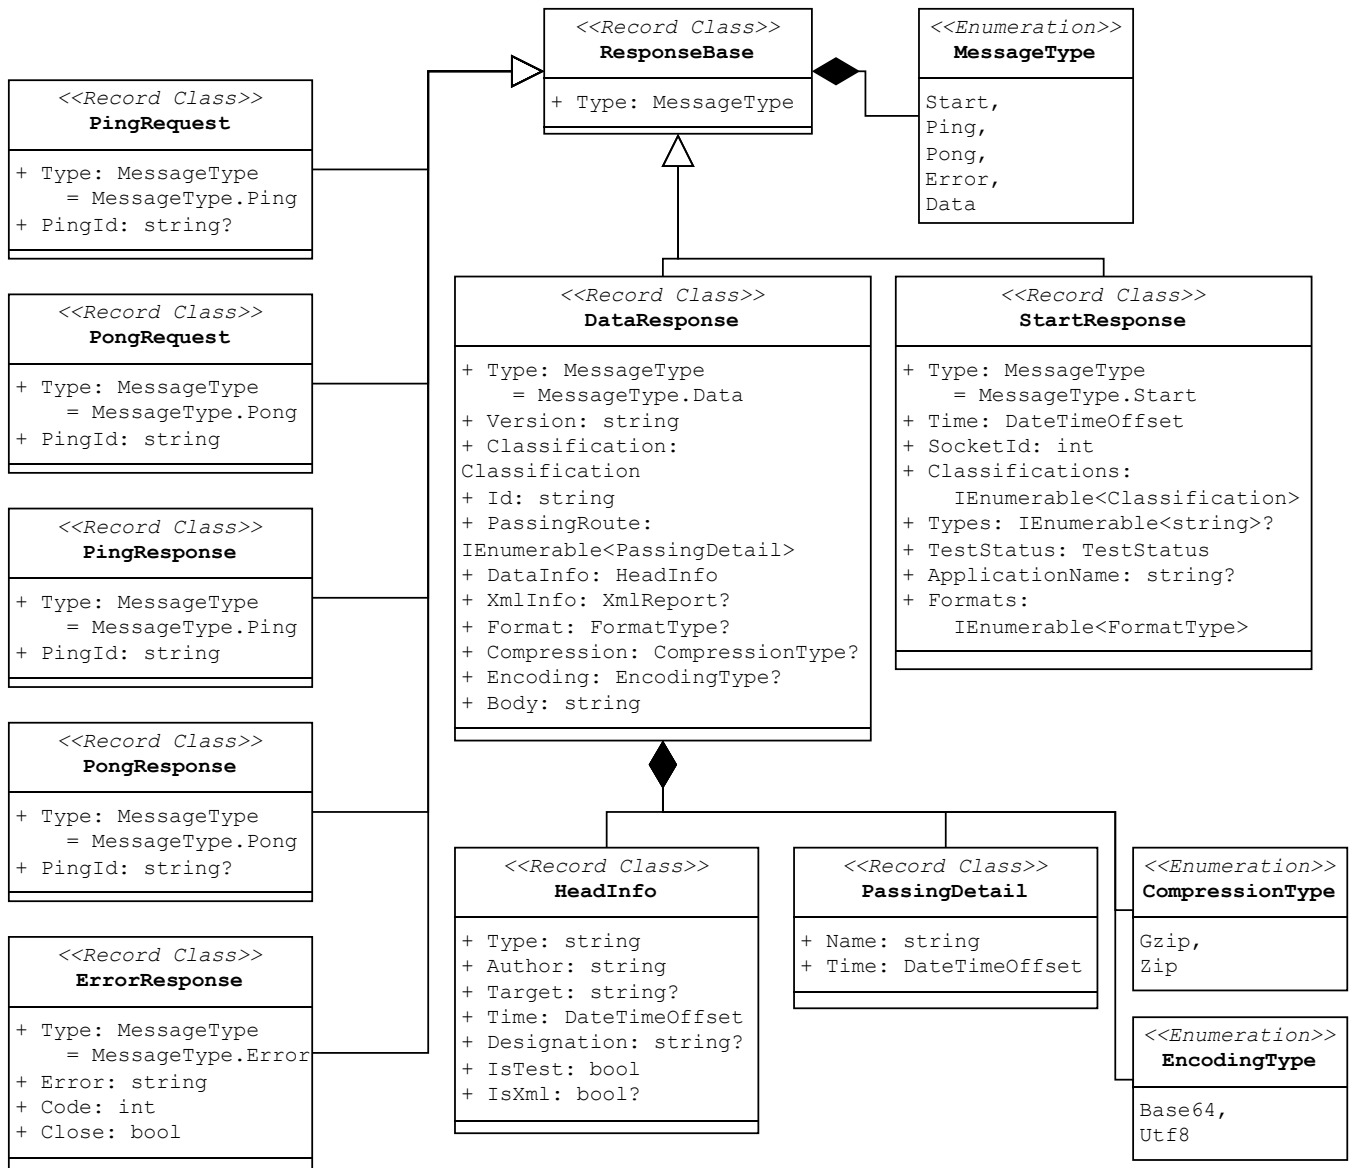 <<Record Class>>
ResponseBase
+ Type: MessageType
<<Enumeration>>
MessageType
Start,
Ping,
Pong,
Error,
Data
<<Record Class>>
PingRequest
+ Type: MessageType
= MessageType.Ping
+ PingId: string?
<<Record Class>>
PongRequest
+ Type: MessageType
= MessageType.Pong
+ PingId: string
<<Record Class>>
PingResponse
+ Type: MessageType
= MessageType.Ping
+ PingId: string
<<Record Class>>
PongResponse
+ Type: MessageType
= MessageType.Pong
+ PingId: string?
<<Record Class>>
ErrorResponse
+ Type: MessageType
= MessageType.Error
+ Error: string
+ Code: int
+ Close: bool
<<Record Class>>
DataResponse
+ Type: MessageType
= MessageType.Data
+ Version: string
+ Classification:
Classification
+ Id: string
+ PassingRoute:
IEnumerable<PassingDetail>
+ DataInfo: HeadInfo
+ XmlInfo: XmlReport?
+ Format: FormatType?
+ Compression: CompressionType?
+ Encoding: EncodingType?
+ Body: string
<<Record Class>>
StartResponse
+ Type: MessageType
= MessageType.Start
+ Time: DateTimeOffset
+ SocketId: int
+ Classifications:
IEnumerable<Classification>
+ Types: IEnumerable<string>?
+ TestStatus: TestStatus
+ ApplicationName: string?
+ Formats:
IEnumerable<FormatType>
<<Record Class>>
HeadInfo
+ Type: string
+ Author: string
+ Target: string?
+ Time: DateTimeOffset
+ Designation: string?
+ IsTest: bool
+ IsXml: bool?
<<Record Class>>
PassingDetail
+ Name: string
+ Time: DateTimeOffset
<<Enumeration>>
CompressionType
Gzip,
Zip
<<Enumeration>>
EncodingType
Base64,
Utf8